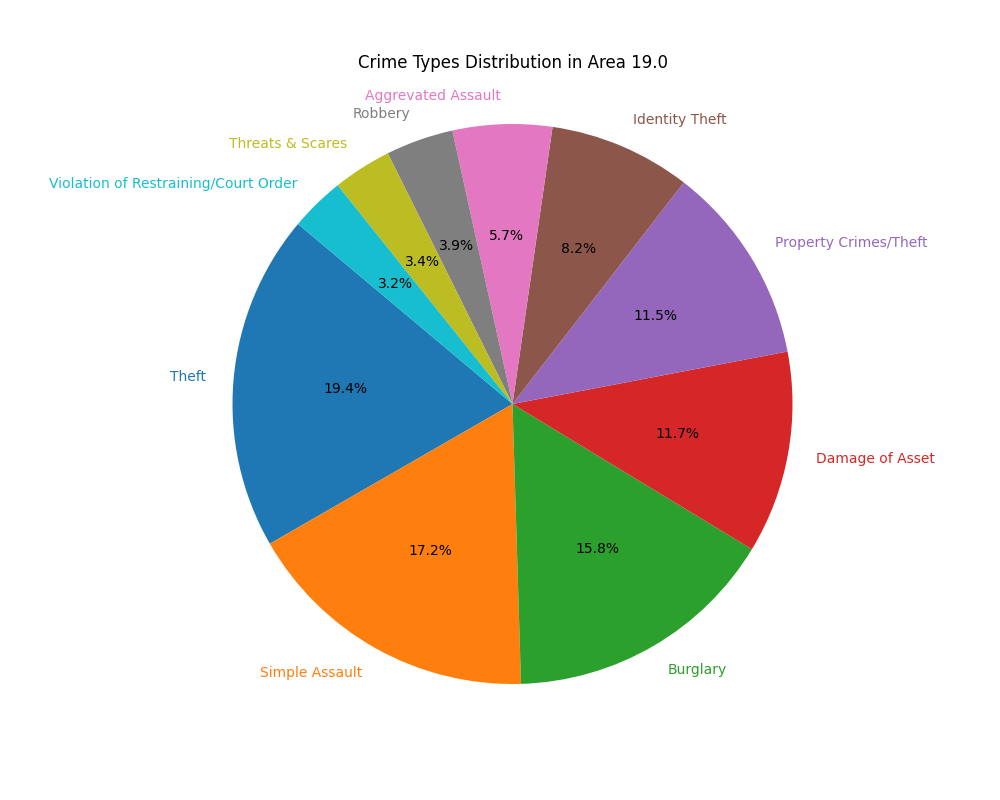 Crime Types Distribution in Area 19.0
Aggrevated Assault
Robbery
Identity Theft
Threats & Scares
Violation of Restraining/Court Order
5.7%
3.9%
8.2%
Property Crimes/Theft
3.4%
3.2%
11.5%
Theft
19.4%
11.7%
Damage of Asset
17.2%
15.8%
Simple Assault
Burglary